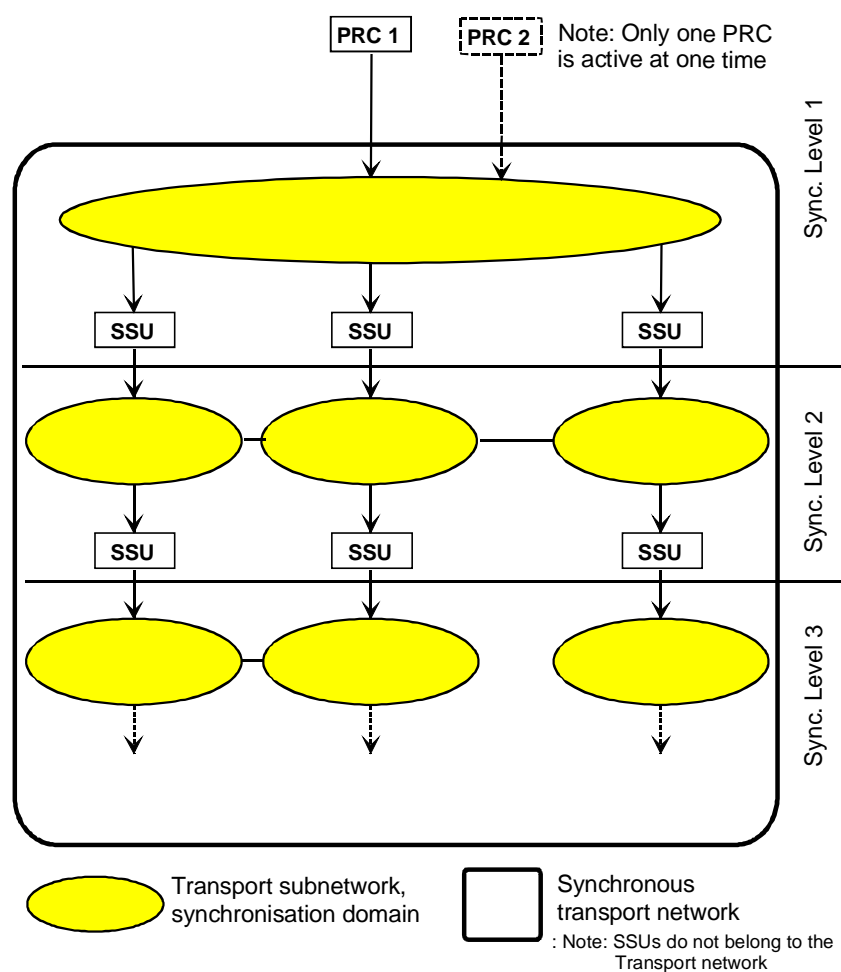 PRC 1
PRC 2
Note: Only one PRC
is active at one time
Sync. Level 1
SSU
SSU
SSU
Sync. Level 2
SSU
SSU
SSU
Sync. Level 3
Transport subnetwork,
synchronisation domain
Synchronous
transport network
: Note: SSUs do not belong to the
Transport network